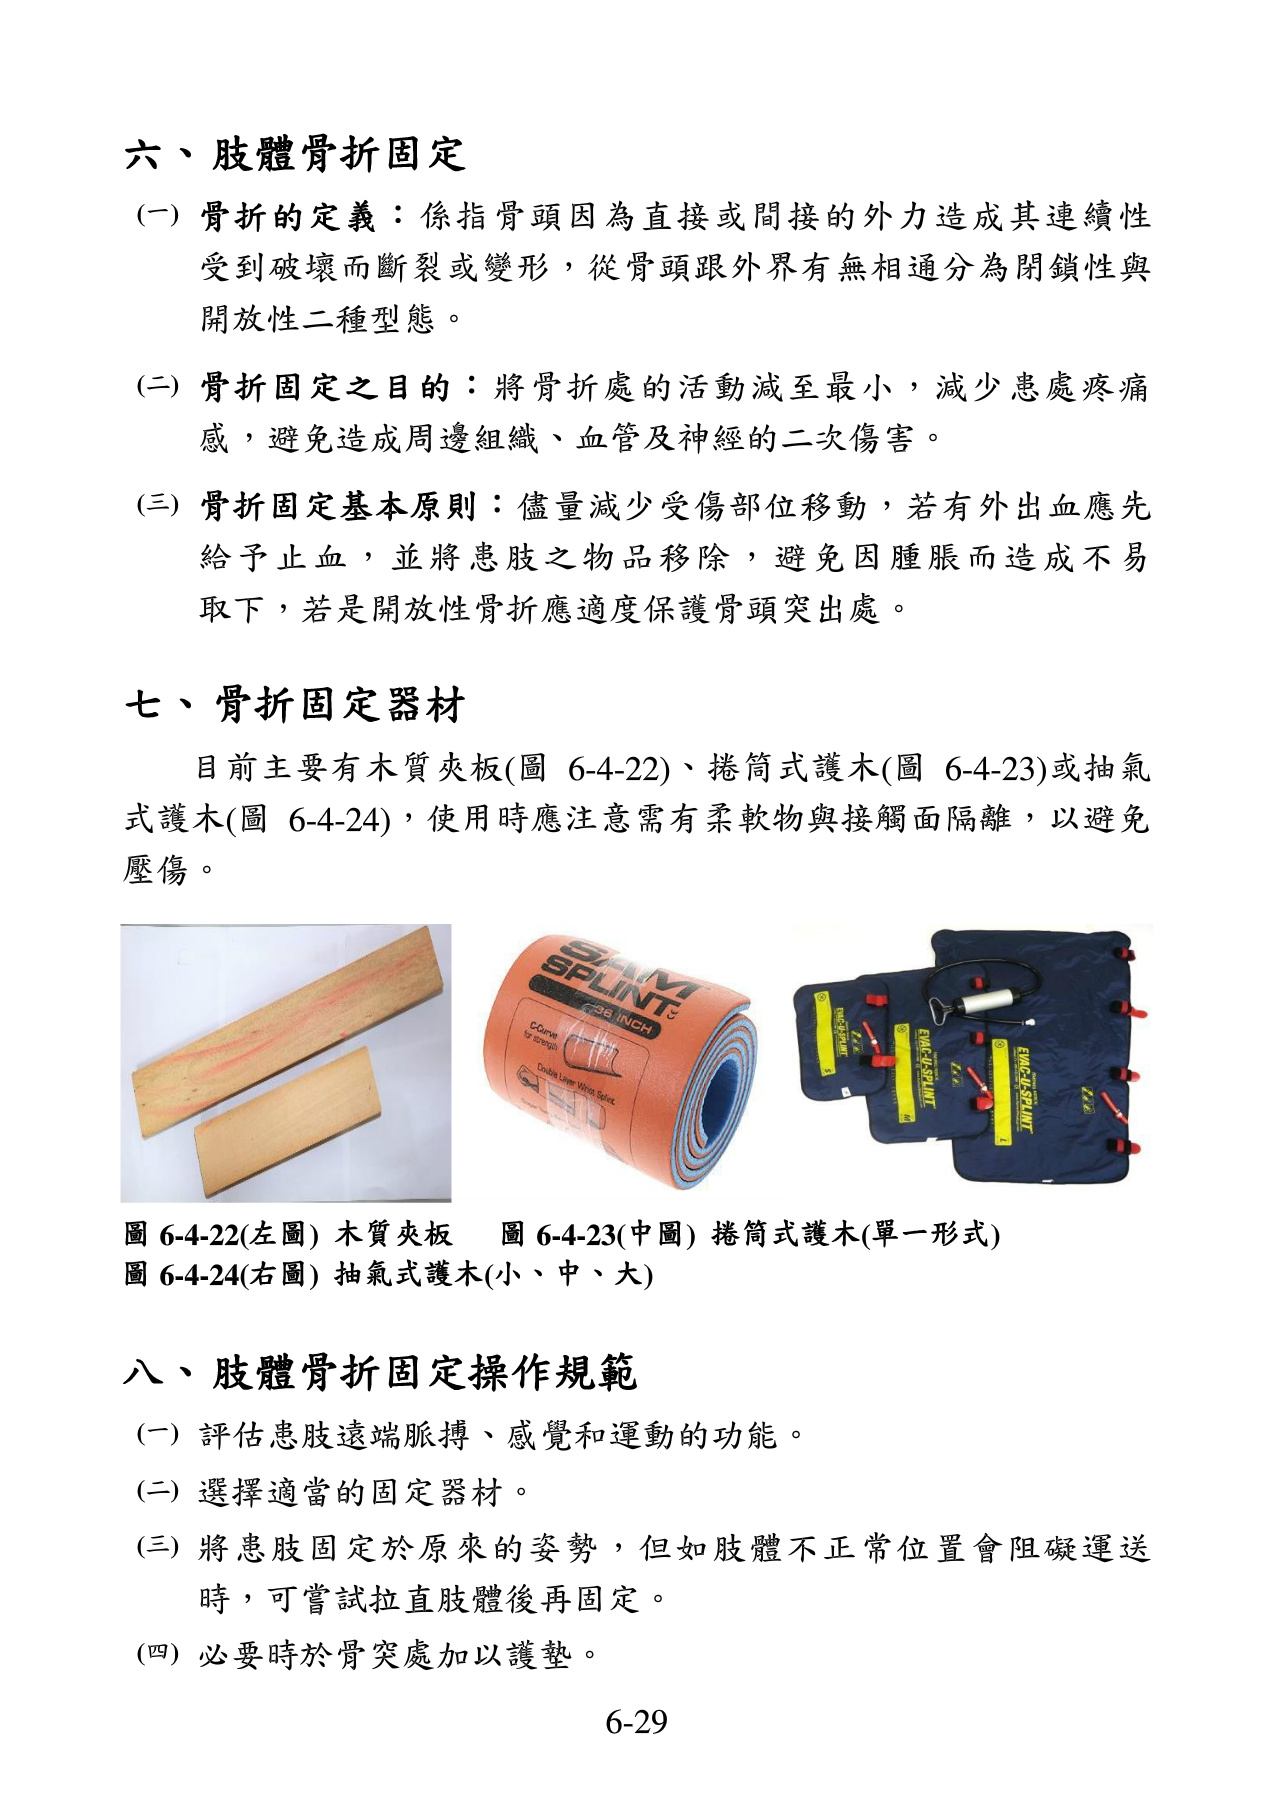 六、肢體骨折固定
(一) 骨折的定義：係指骨頭因為直接或間接的外力造成其連續性
受到破壞而斷裂或變形，從骨頭跟外界有無相通分為閉鎖性與
開放性二種型態。
(二) 骨折固定之目的：將骨折處的活動減至最小，減少患處疼痛
感，避免造成周邊組織、血管及神經的二次傷害。
(三) 骨折固定基本原則：儘量減少受傷部位移動，若有外出血應先
給予止血，並將患肢之物品移除，避免因腫脹而造成不易
取下，若是開放性骨折應適度保護骨頭突出處。
七、骨折固定器材
目前主要有木質夾板(圖 6-4-22)、捲筒式護木(圖 6-4-23)或抽氣
式護木(圖 6-4-24)，使用時應注意需有柔軟物與接觸面隔離，以避免
壓傷。
SAM
SPLINT
36 INCH
C-Curve
for strength
Double Layer Wrist Splint
EVAC-U-SPLINT
S
EVAC-U-SPLINT
M
EVAC-U-SPLINT
L
圖 6-4-22(左圖) 木質夾板 圖 6-4-23(中圖) 捲筒式護木(單一形式)
圖 6-4-24(右圖) 抽氣式護木(小、中、大)
八、肢體骨折固定操作規範
(一) 評估患肢遠端脈搏、感覺和運動的功能。
(二) 選擇適當的固定器材。
(三) 將患肢固定於原來的姿勢，但如肢體不正常位置會阻礙運送
時，可嘗試拉直肢體後再固定。
(四) 必要時於骨突處加以護墊。
6-29